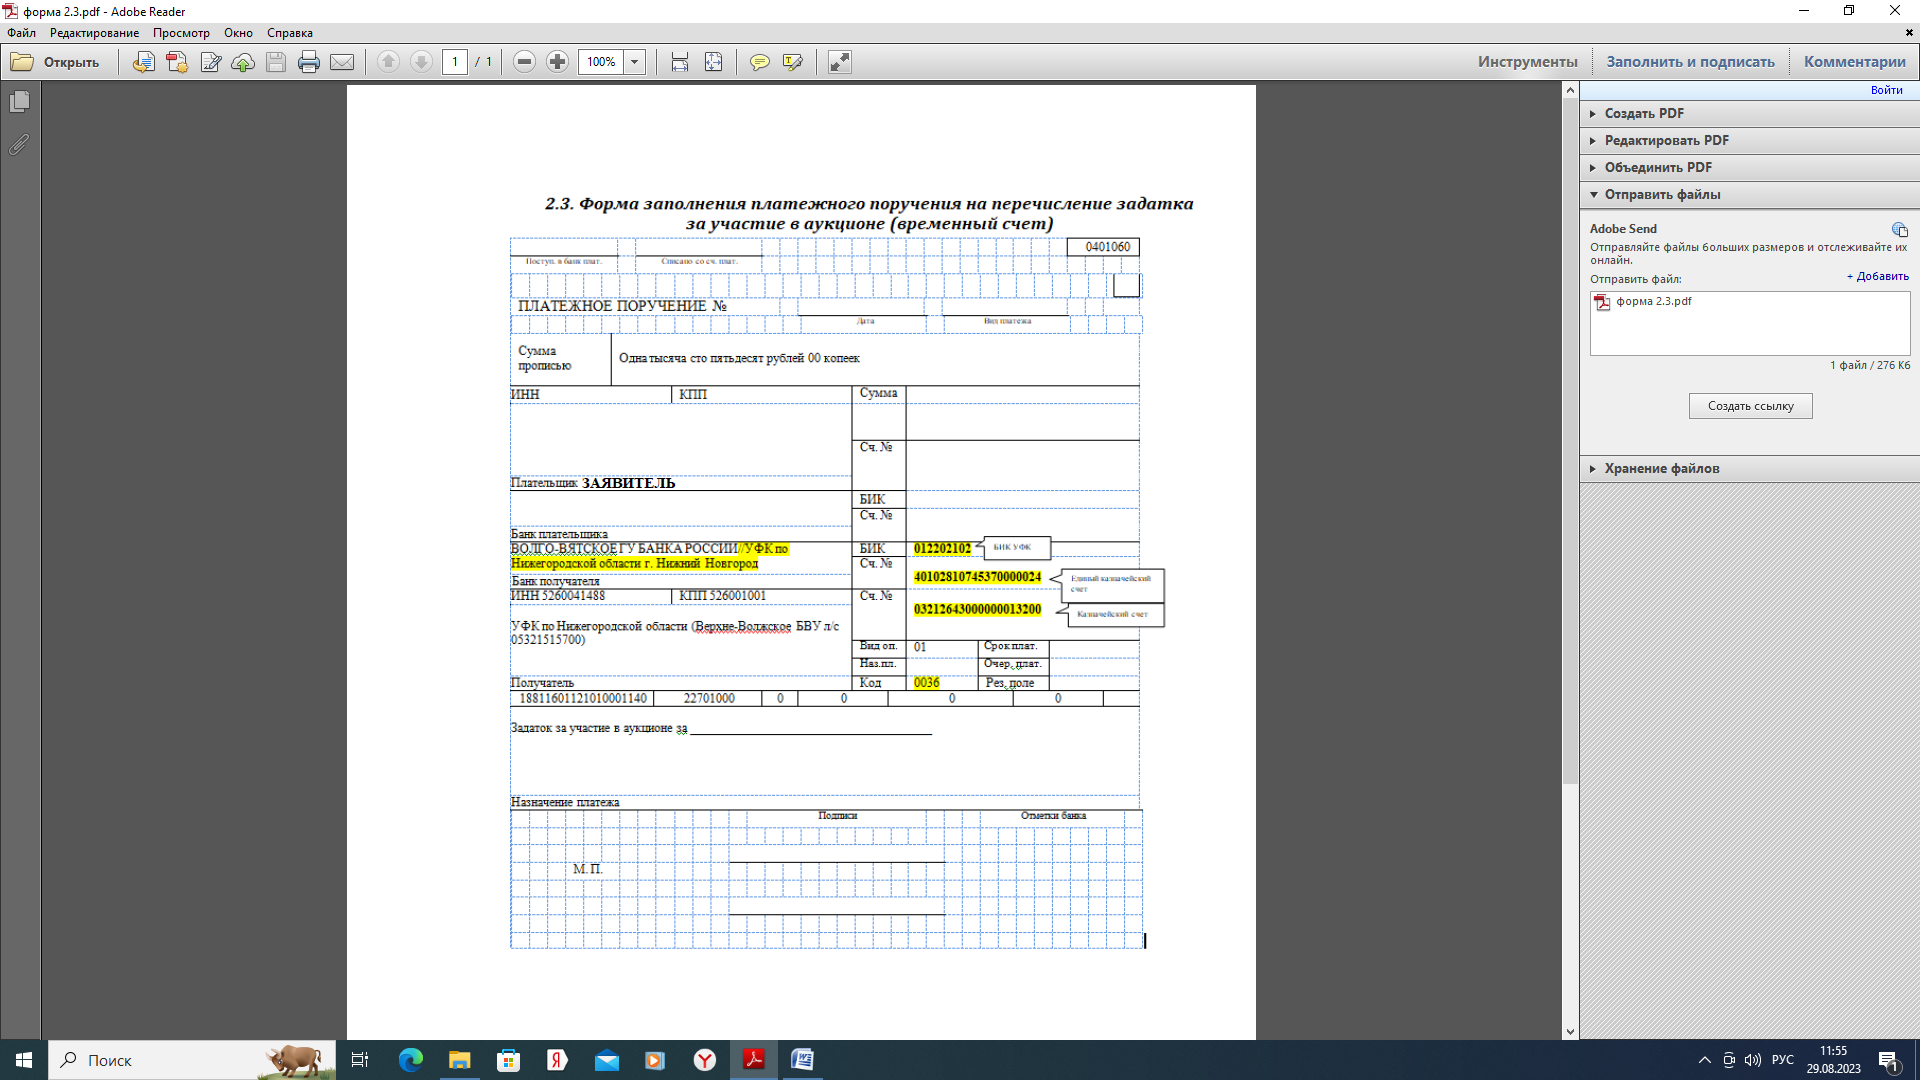 форма 2.3.pdf - Adobe Reader
Файл Редактирование Просмотр Окно Справка
Открыть 1 / 1 100% Инструменты Заполнить и подписать Комментарии
Войти
Создать PDF
Редактировать PDF
Объединить PDF
Отправить файлы
Adobe Send
Отправляйте файлы больших размеров и отслеживайте их
онлайн.
Отправить файл: + Добавить
форма 2.3.pdf
1 файл / 276 Кб
Создать ссылку
Хранение файлов
2.3. Форма заполнения платежного поручения на перечисление задатка
за участие в аукционе (временный счет)
0401060
Поступ. в банк плат. Списано со сч. плат.
ПЛАТЕЖНОЕ ПОРУЧЕНИЕ №
Дата Вид платежа
Сумма
прописью
Одна тысяча сто пятьдесят рублей 00 копеек
ИНН КПП Сумма
Сч. №
Плательщик ЗАЯВИТЕЛЬ
БИК
Сч. №
Банк плательщика
ВОЛГО-ВЯТСКОЕ ГУ БАНКА РОССИИ//УФК по БИК 012202102 БИК УФК
Нижегородской области г. Нижний Новгород Сч. №
40102810745370000024 Единый казначейский
счет
Банк получателя
ИНН 5260041488 КПП 526001001 Сч. №
03212643000000013200 Казначейский счет
УФК по Нижегородской области (Верхне-Волжское БВУ л/с
05321515700)
Вид оп. 01 Срок плат.
Наз.пл. Очер. плат.
Получатель Код 0036 Рез. поле
18811601121010001140 22701000 0 0 0 0
Задаток за участие в аукционе за
Назначение платежа
Подписи Отметки банка
М. П.
Поиск
РУС
11:55
29.08.2023
1